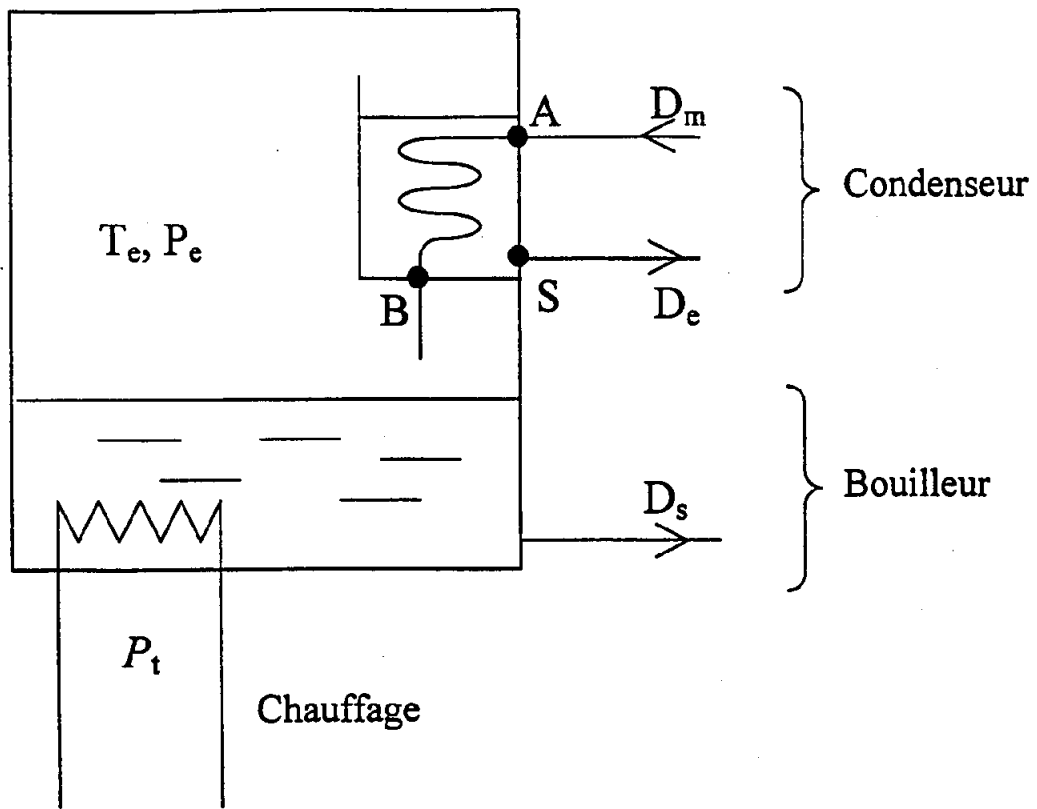 A
D_m
Condenseur
T_e, P_e
B
S
D_e
Bouilleur
D_s
P_t
Chauffage